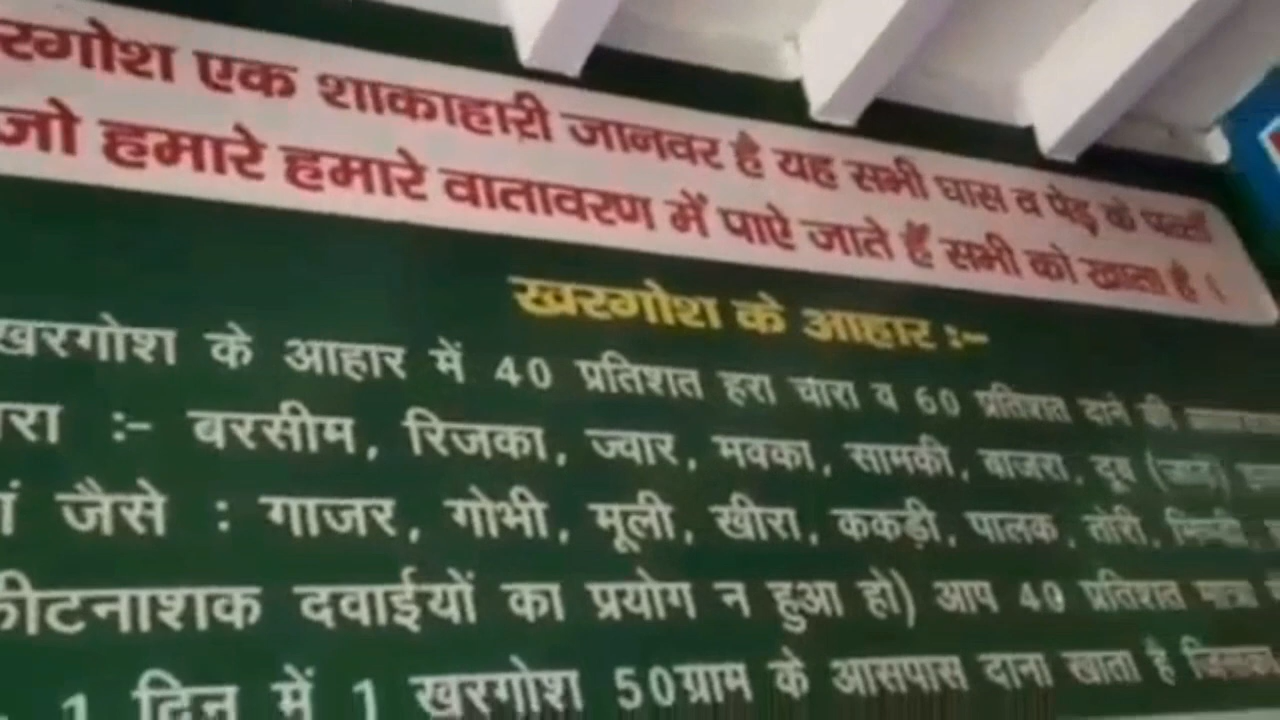 रगोश एक शाकाहारी जानवर है यह सभी घास व पेड़ के पत्तों
जो हमारे हमारे वातावरण में पाऐ जाते हैं सभी को खाता है ।
खरगोश के आहार :-
खरगोश के आहार में 40 प्रतिशत हरा चारा व 60 प्रतिशत दाने की
ारा :- बरसीम, रिजका, ज्वार, मक्का, सामकी, बाजरा, दूब
जैसे : गाजर, गोभी, मूली, खीरा, ककड़ी, पालक, तोरी,
कीटनाशक दवाईयों का प्रयोग न हुआ हो) आप 40 प्रतिशत मात्रा
1 दिन में 1 खरगोश 50ग्राम के आसपास दाना खाता है जिसका